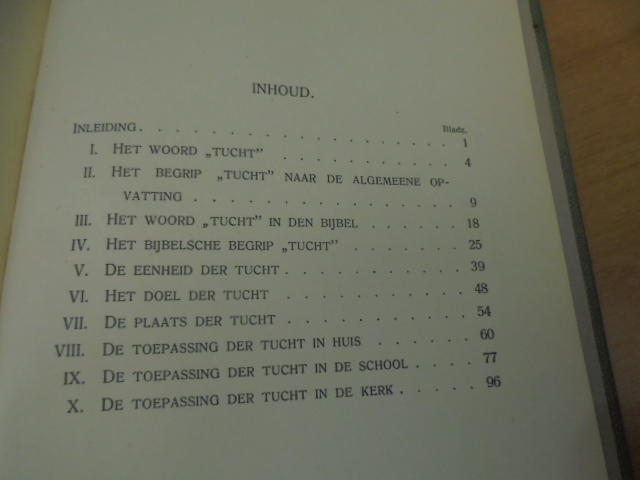 INHOUD.
Bladz.
INLEIDING . . . . . . . . . . . . . . . . . 1
I. HET WOORD „TUCHT” . . . . . . . . . 4
II. HET BEGRIP „TUCHT” NAAR DE ALGEMEENE OP-
VATTING . . . . . . . . . . . . . . 9
III. HET WOORD „TUCHT” IN DEN BIJBEL . . . . . . 18
IV. HET BIJBELSCHE BEGRIP „TUCHT” . . . . . . . 25
V. DE EENHEID DER TUCHT . . . . . . . . . . 39
VI. HET DOEL DER TUCHT . . . . . . . . . . 48
VII. DE PLAATS DER TUCHT . . . . . . . . . . 54
VIII. DE TOEPASSING DER TUCHT IN HUIS . . . . . . 60
IX. DE TOEPASSING DER TUCHT IN DE SCHOOL . . . . 77
X. DE TOEPASSING DER TUCHT IN DE KERK . . . . . 96